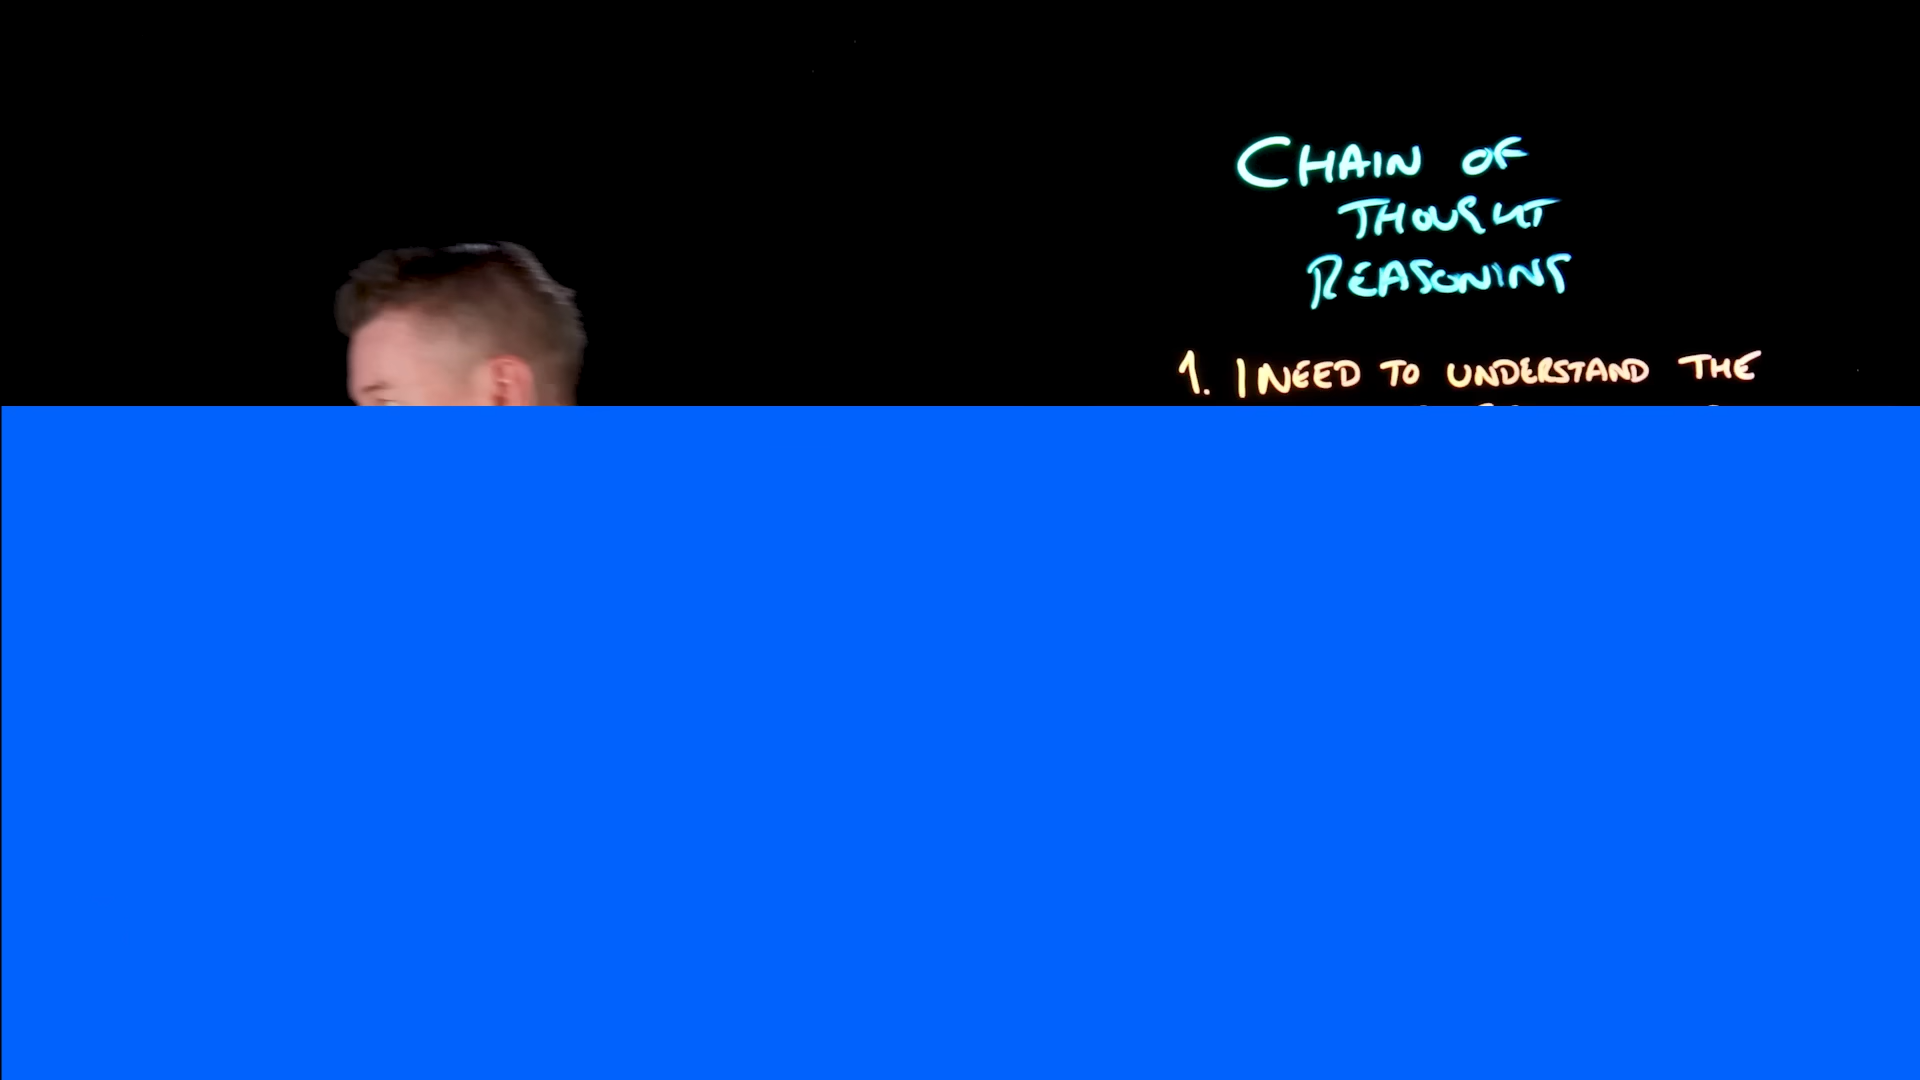 CHAIN OF
THOUGHT
REASONING
1. I NEED TO UNDERSTAND THE